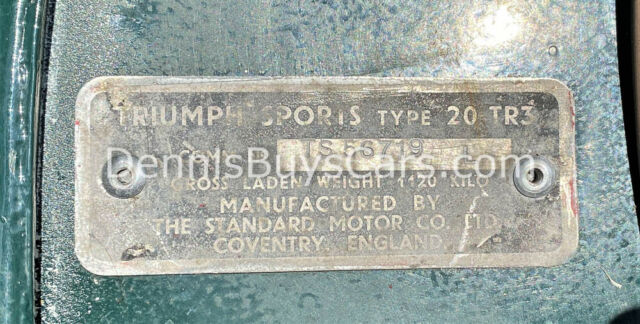 TRIUMPH SPORTS TYPE 20 TR3
DennisBuysCars.com
GROSS LADEN WEIGHT 1120 KILO
MANUFACTURED BY
THE STANDARD MOTOR CO. LTD
COVENTRY, ENGLAND.